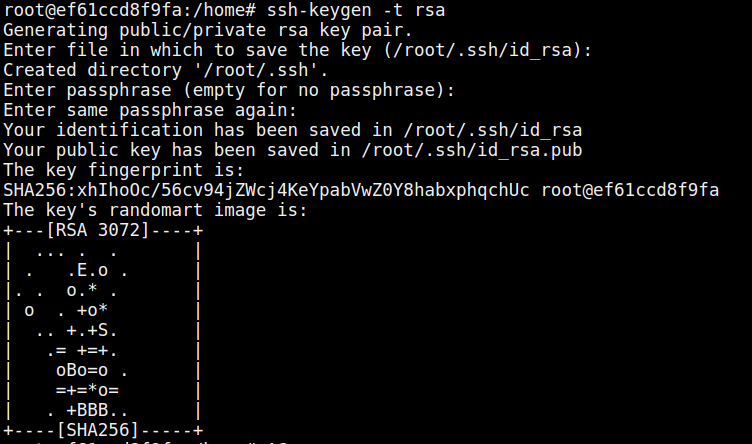 root@ef61ccd8f9fa:/home# ssh-keygen -t rsa
Generating public/private rsa key pair.
Enter file in which to save the key (/root/.ssh/id_rsa):
Created directory '/root/.ssh'.
Enter passphrase (empty for no passphrase):
Enter same passphrase again:
Your identification has been saved in /root/.ssh/id_rsa
Your public key has been saved in /root/.ssh/id_rsa.pub
The key fingerprint is:
SHA256:xhIhoOc/56cv94jZWcj4KeYpabVwZ0Y8habxphqchUc root@ef61ccd8f9fa
The key's randomart image is:
+---[RSA 3072]----+
|  ... .  .       |
| .   .E.o .      |
|. .  o.* .       |
| o  . +o*        |
|  .. +.+S.       |
|   .= +=+.       |
|    oBo=o .      |
|    =+=*o=       |
|   . +BBB..      |
+----[SHA256]-----+